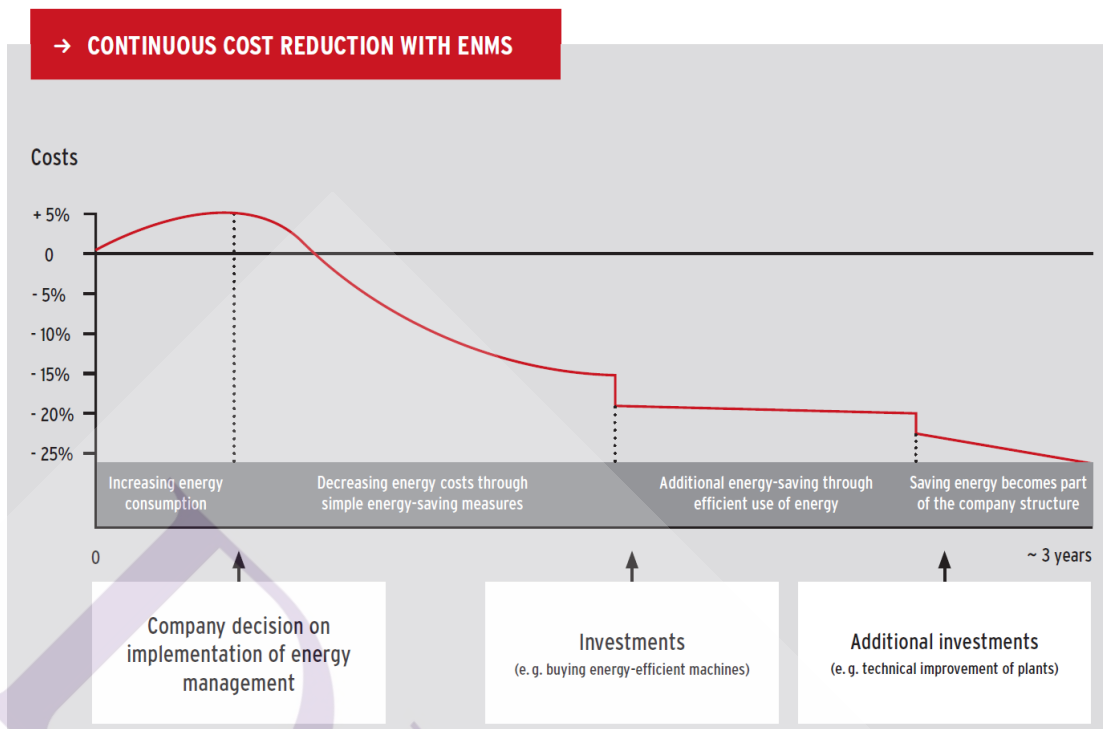 → CONTINUOUS COST REDUCTION WITH ENMS
Costs
+ 5%
0
- 5%
- 10%
- 15%
- 20%
- 25%
Increasing energy
consumption
Decreasing energy costs through
simple energy-saving measures
Additional energy-saving through
efficient use of energy
Saving energy becomes part
of the company structure
0
~ 3 years
Company decision on
implementation of energy
management
Investments
(e. g. buying energy-efficient machines)
Additional investments
(e. g. technical improvement of plants)